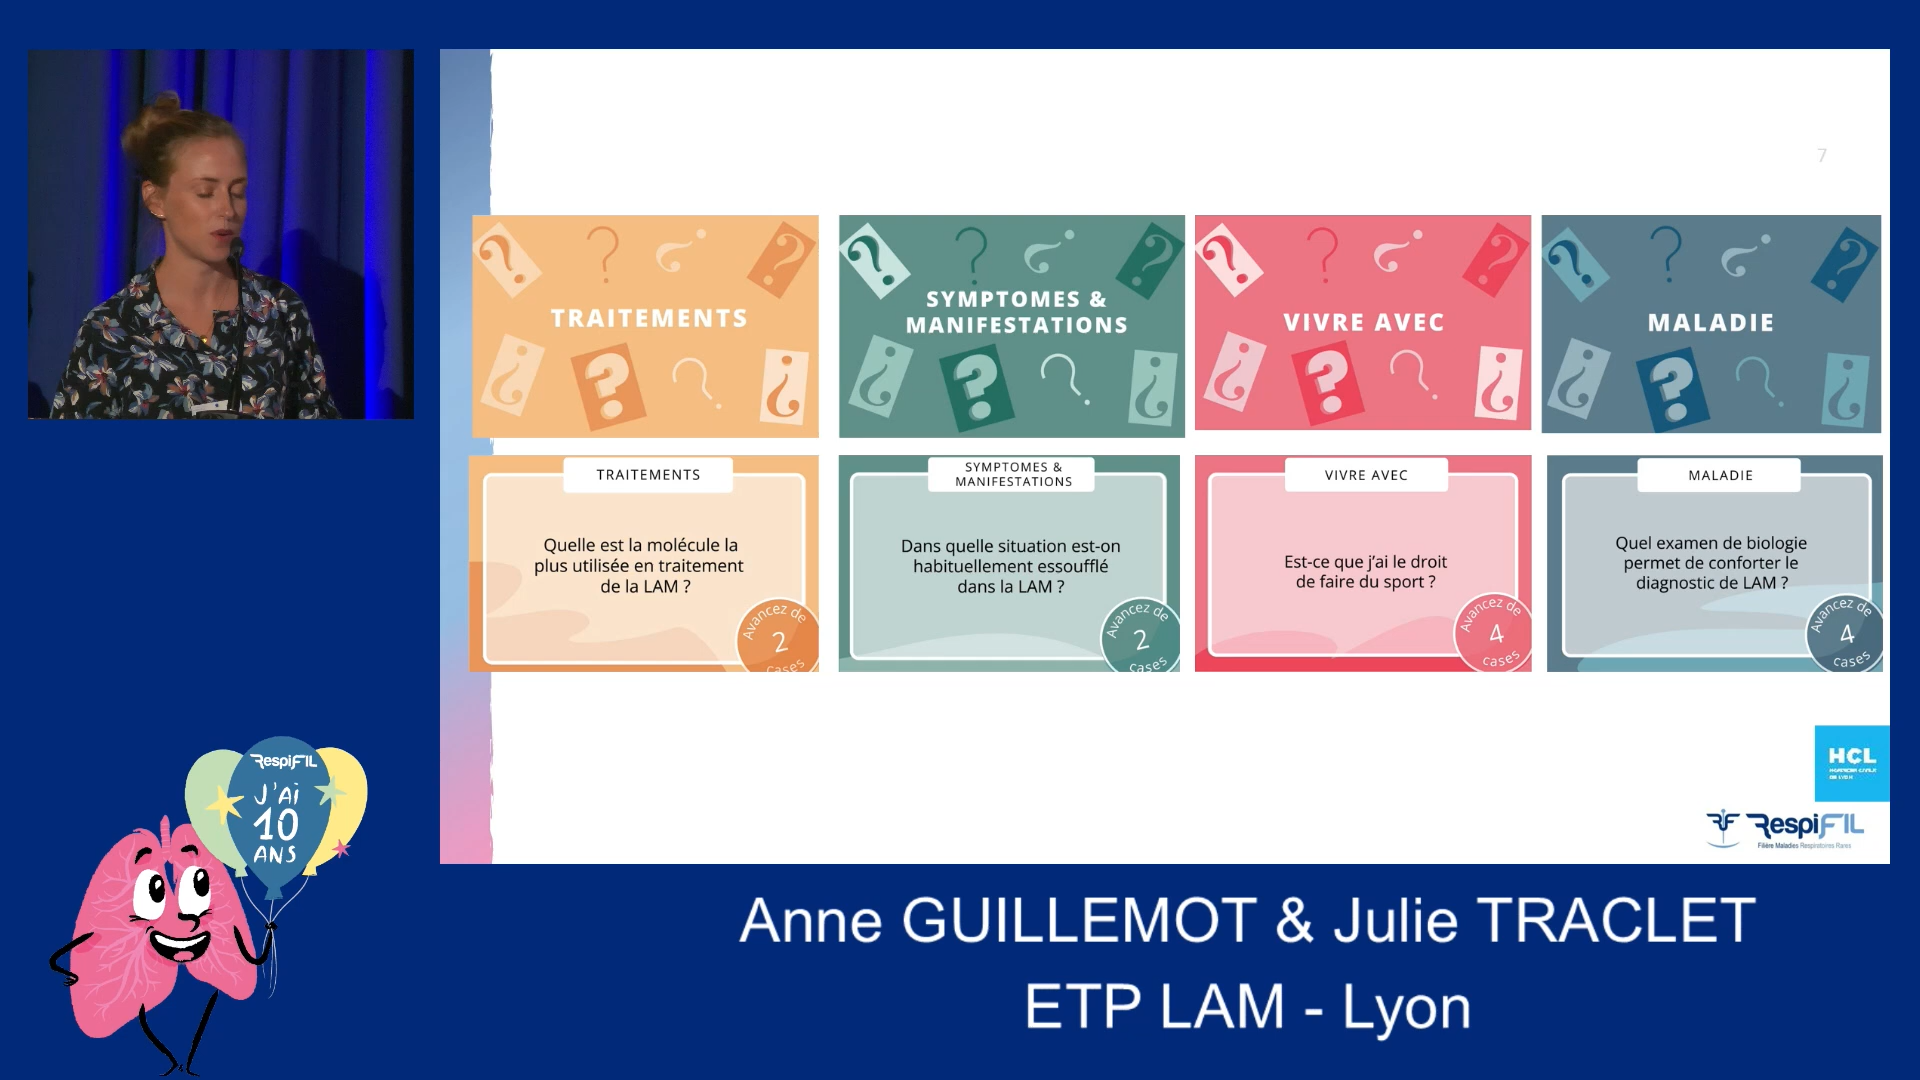 7
TRAITEMENTS
SYMPTOMES &
MANIFESTATIONS
VIVRE AVEC
MALADIE
TRAITEMENTS
Quelle est la molécule la
plus utilisée en traitement
de la LAM ?
Avancez de
2
cases
SYMPTOMES &
MANIFESTATIONS
Dans quelle situation est-on
habituellement essoufflé
dans la LAM ?
Avancez de
2
cases
VIVRE AVEC
Est-ce que j'ai le droit
de faire du sport ?
Avancez de
4
cases
MALADIE
Quel examen de biologie
permet de conforter le
diagnostic de LAM ?
Avancez de
4
cases
HCL
RespiFIL
Filière Maladies Respiratoires Rares
RespiFIL
J'Ai
10
ANS
Anne GUILLEMOT & Julie TRACLET
ETP LAM - Lyon